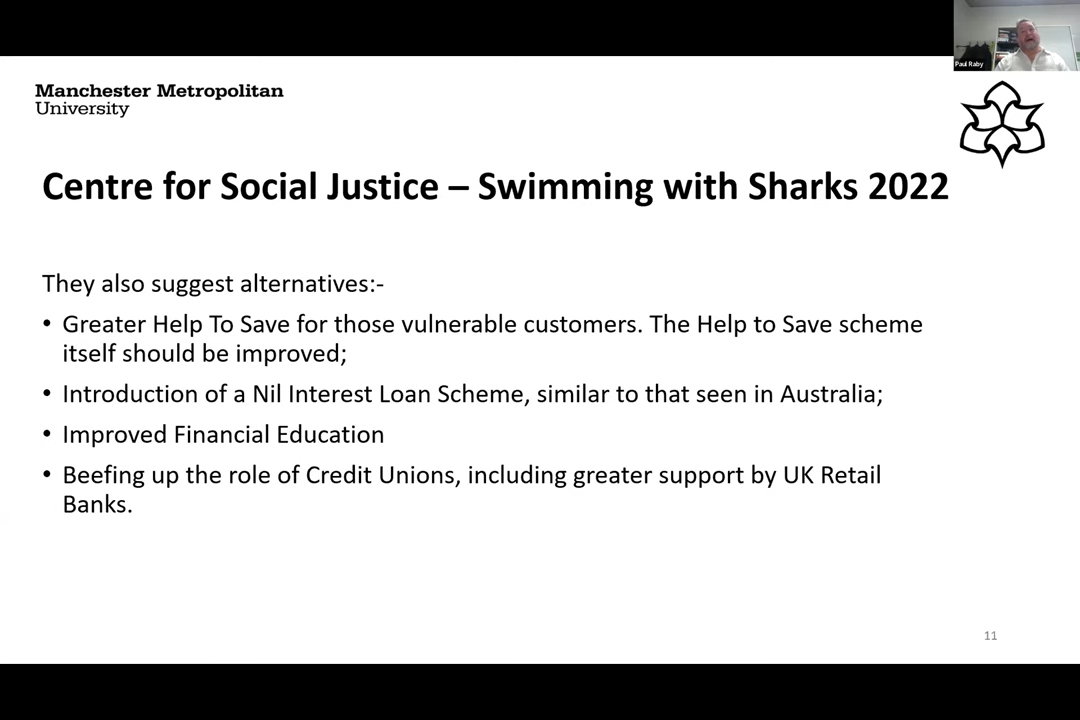 Paul Raby
Manchester Metropolitan
University
Centre for Social Justice – Swimming with Sharks 2022
They also suggest alternatives:-
• Greater Help To Save for those vulnerable customers. The Help to Save scheme
itself should be improved;
• Introduction of a Nil Interest Loan Scheme, similar to that seen in Australia;
• Improved Financial Education
• Beefing up the role of Credit Unions, including greater support by UK Retail
Banks.
11